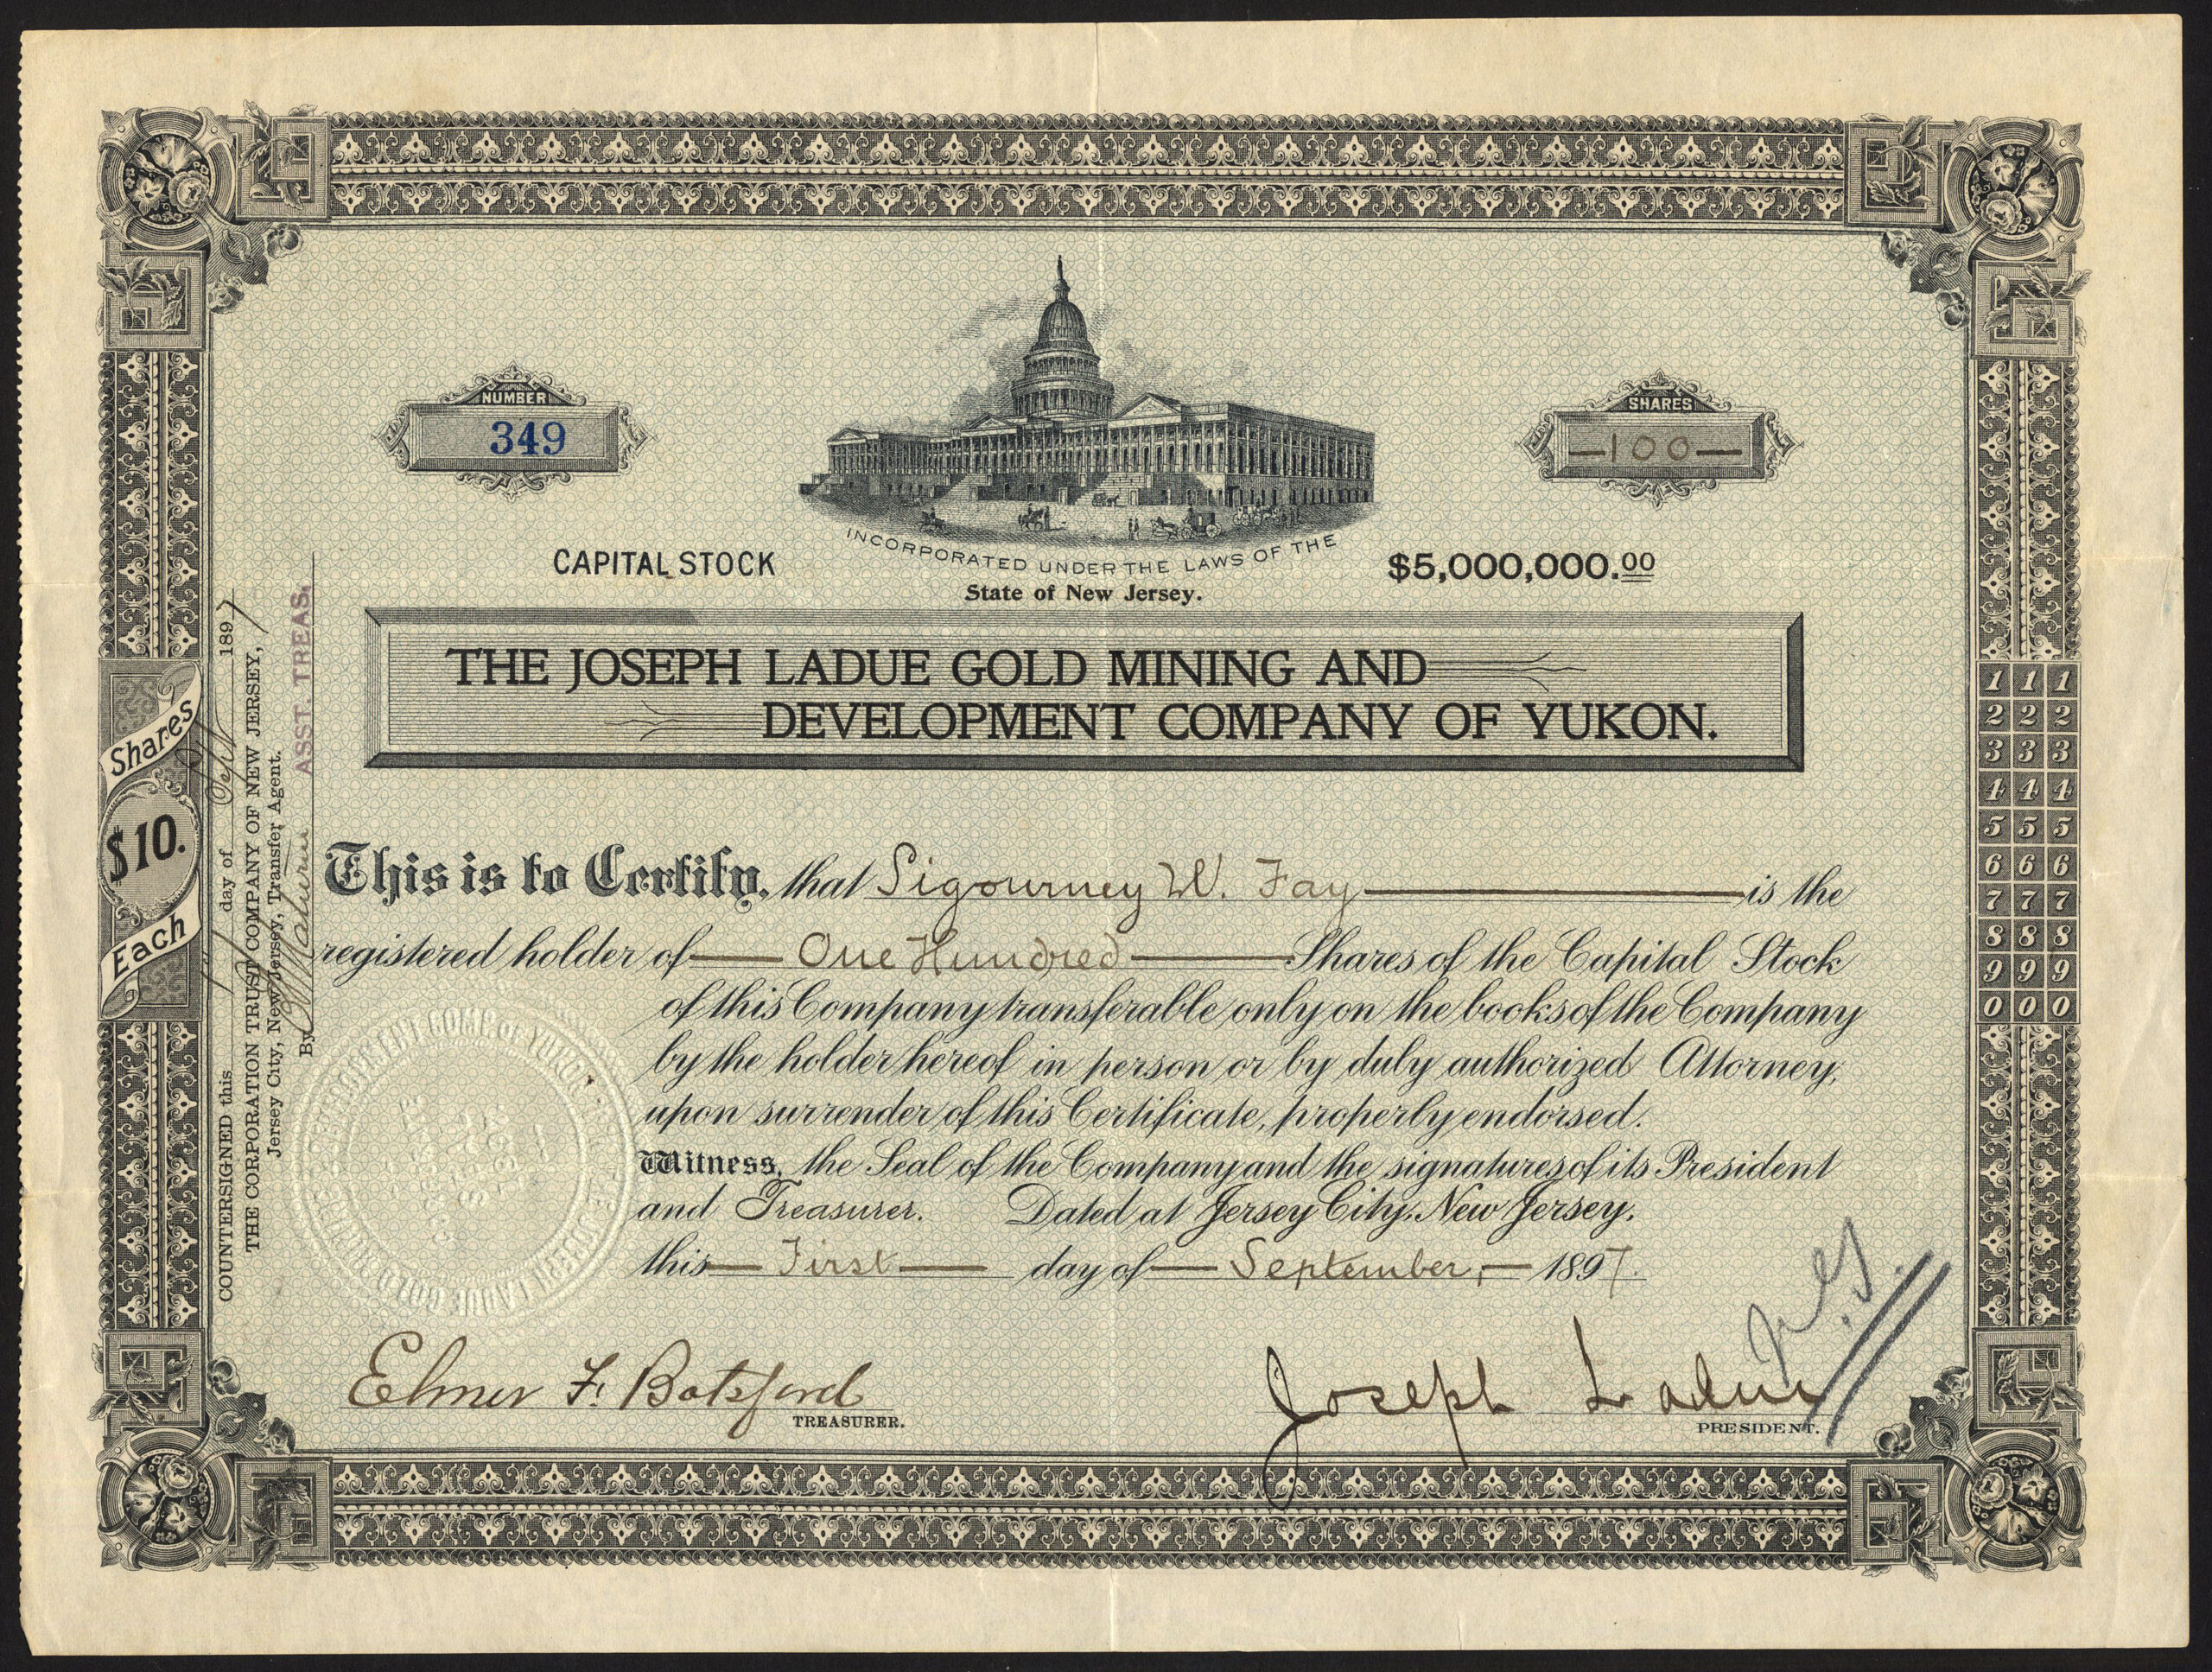 NUMBER
349
SHARES
—100—
INCORPORATED UNDER THE LAWS OF THE
State of New Jersey.
CAPITAL STOCK
$5,000,000.00
THE JOSEPH LADUE GOLD MINING AND
DEVELOPMENT COMPANY OF YUKON.
This is to Certify, that Sigourney W. Fay is the
registered holder of One Hundred Shares of the Capital Stock
of this Company transferable only on the books of the Company
by the holder hereof in person or by duly authorized Attorney,
upon surrender of this Certificate, properly endorsed.
Witness, the Seal of the Company and the signatures of its President
and Treasurer. Dated at Jersey City, New Jersey,
this First day of September, 1897.
Elmer F. Botsford
TREASURER.
Joseph Ladue
PRESIDENT.
Shares
$10.
Each
COUNTERSIGNED this 1st day of Sept 1897
THE CORPORATION TRUST COMPANY OF NEW JERSEY,
Jersey City, New Jersey, Transfer Agent.
By ASST. TREAS.
1 1 1
2 2 2
3 3 3
4 4 4
5 5 5
6 6 6
7 7 7
8 8 8
9 9 9
0 0 0